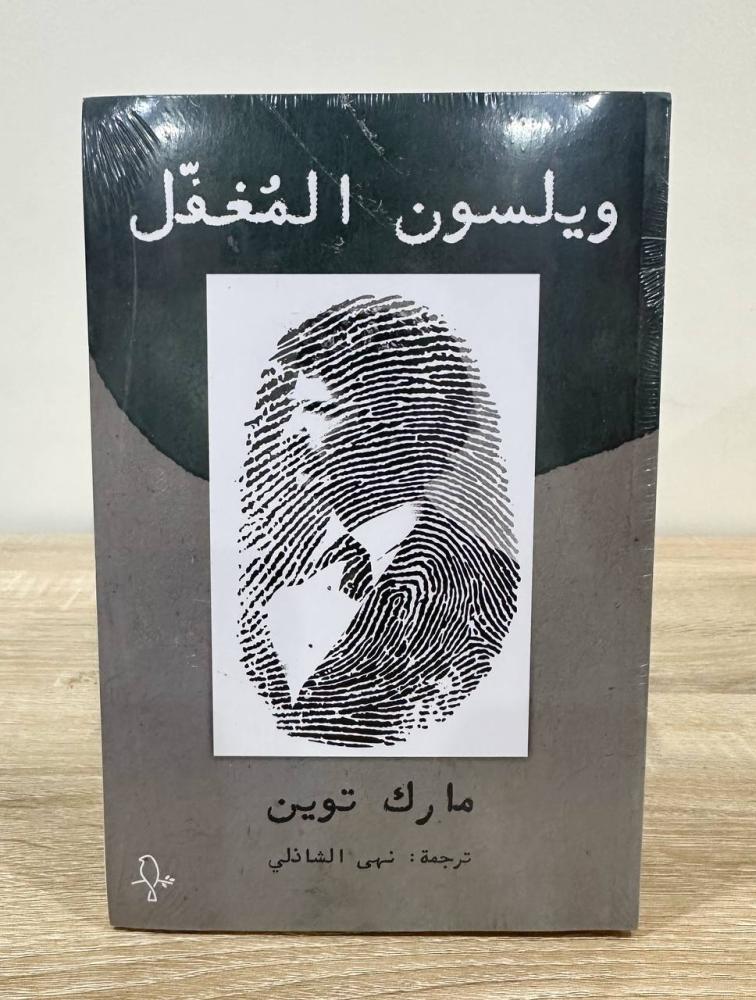 ويلسون المُغفّل
مارك توين
ترجمة: نهى الشاذلي